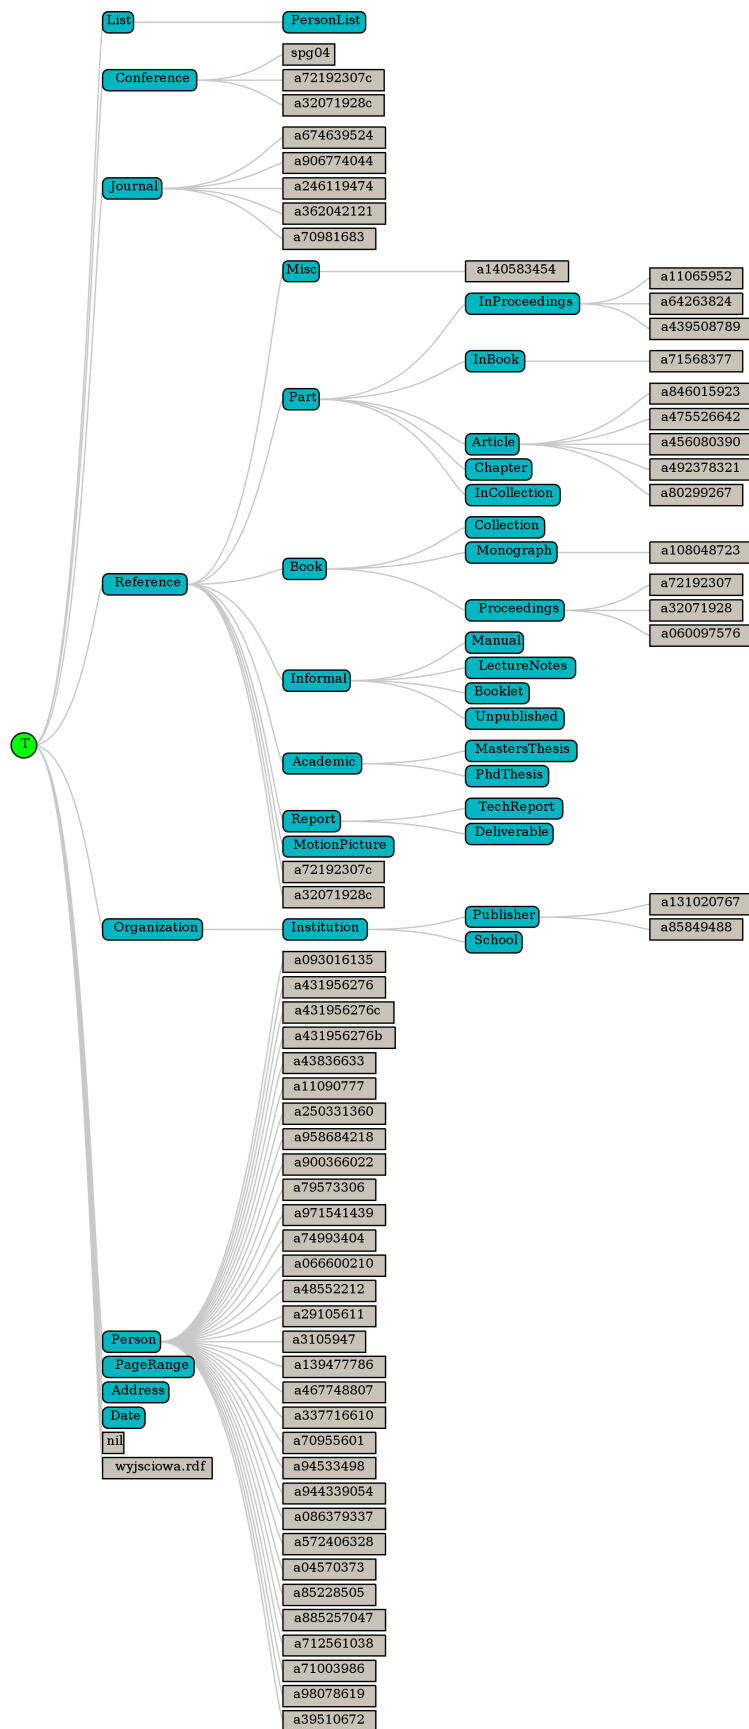 List
PersonList
spg04
Conference
a72192307c
a32071928c
a674639524
a906774044
Journal
a246119474
a362042121
a70981683
Misc
a140583454
a11065952
InProceedings
a64263824
a439508789
InBook
a71568377
Part
a846015923
a475526642
Article
a456080390
Chapter
a492378321
InCollection
a80299267
Collection
Monograph
a108048723
Book
Reference
a72192307
Proceedings
a32071928
a060097576
Manual
LectureNotes
Informal
Booklet
Unpublished
T
MastersThesis
Academic
PhdThesis
TechReport
Report
Deliverable
MotionPicture
a72192307c
a32071928c
a131020767
Publisher
Organization
Institution
a85849488
School
a093016135
a431956276
a431956276c
a431956276b
a43836633
a11090777
a250331360
a958684218
a900366022
a79573306
a971541439
a74993404
a066600210
a48552212
a29105611
Person
a3105947
PageRange
a139477786
Address
a467748807
Date
a337716610
nil
a70955601
wyjsciowa.rdf
a94533498
a944339054
a086379337
a572406328
a04570373
a85228505
a885257047
a712561038
a71003986
a98078619
a39510672